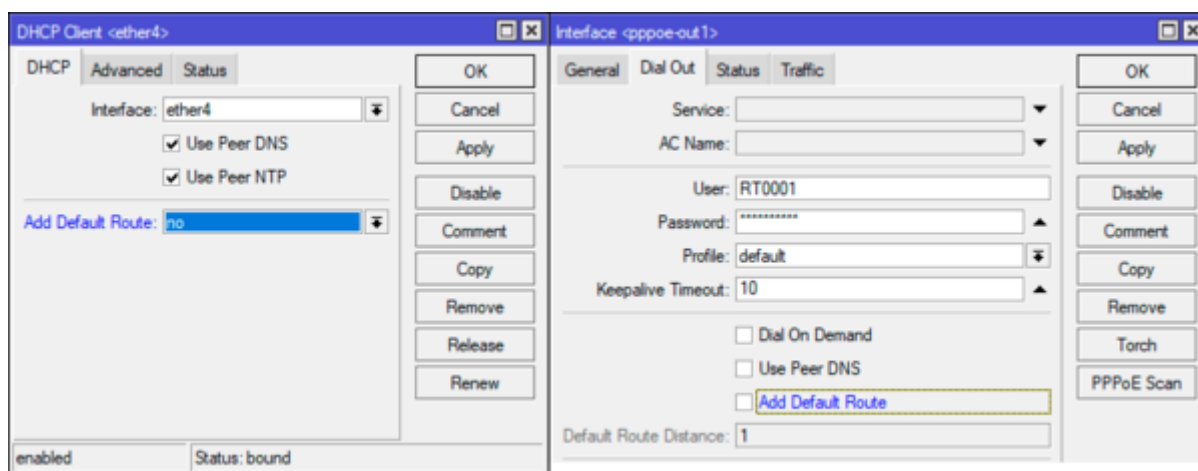 DHCP Client <ether4>
DHCP Advanced Status
Interface: ether4
Use Peer DNS
Use Peer NTP
Add Default Route: no
OK
Cancel
Apply
Disable
Comment
Copy
Remove
Release
Renew
enabled Status: bound
Interface <pppoe-out1>
General Dial Out Status Traffic
Service:
AC Name:
User: RT0001
Password: **********
Profile: default
Keepalive Timeout: 10
Dial On Demand
Use Peer DNS
Add Default Route
Default Route Distance: 1
OK
Cancel
Apply
Disable
Comment
Copy
Remove
Torch
PPPoE Scan